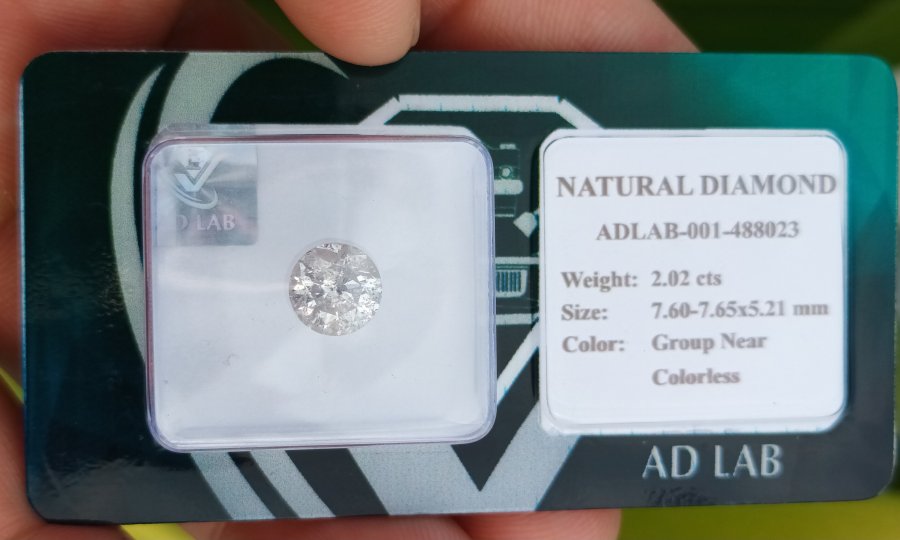 D LAB
NATURAL DIAMOND
ADLAB-001-488023
Weight: 2.02 cts
Size: 7.60-7.65x5.21 mm
Color: Group Near
Colorless
AD LAB